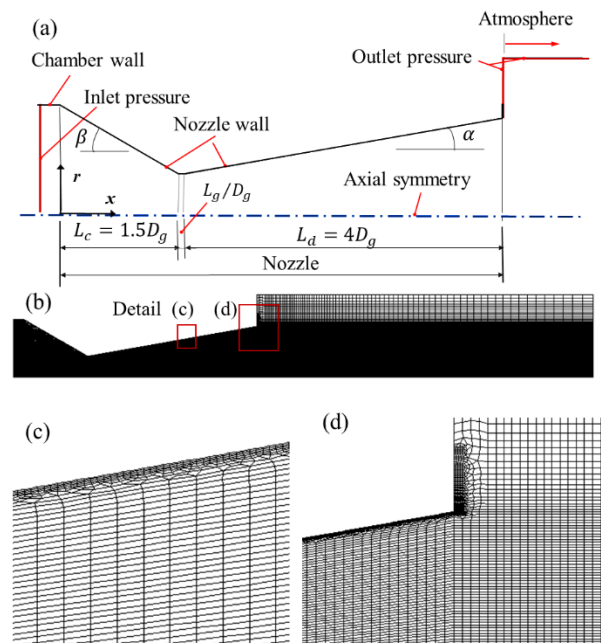 (a)
Atmosphere
Chamber wall
Outlet pressure
Inlet pressure
Nozzle wall
β
α
r
x
L_g/D_g
Axial symmetry
L_c = 1.5D_g
L_d = 4D_g
Nozzle
(b)
Detail (c) (d)
(c)
(d)